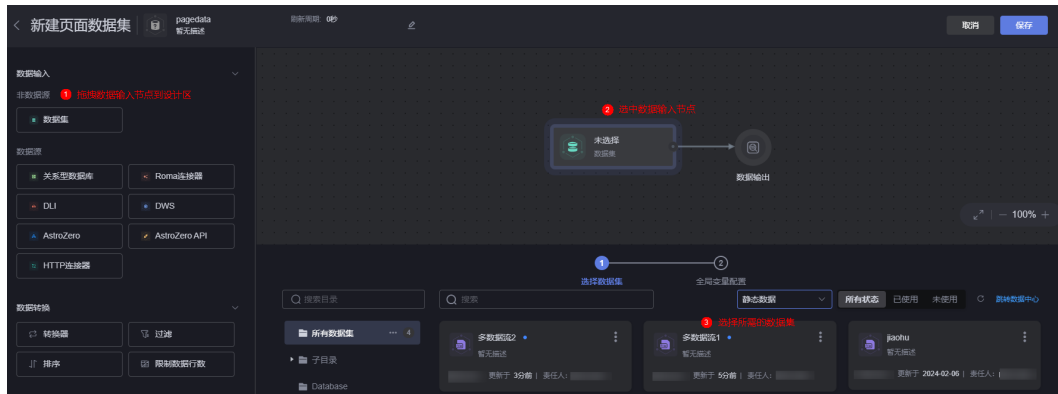 新建页面数据集
pagedata
暂无描述
刷新周期: 0秒
取消
保存
数据输入
非数据源
1 拖拽数据输入节点到设计区
数据集
数据源
关系型数据库
Roma连接器
DLI
DWS
AstroZero
AstroZero API
HTTP连接器
数据转换
转换器
过滤
排序
限制数据行数
2 选中数据输入节点
未选择
数据集
数据输出
100%
1
2
选择数据集
全局变量配置
搜索目录
搜索
静态数据
所有状态
已使用
未使用
跳转数据中心
3 选择所需的数据集
所有数据集
4
子目录
Database
多数据流2
暂无描述
更新于 3分前 | 责任人:
多数据流1
暂无描述
更新于 5分前 | 责任人:
jiaohu
暂无描述
更新于 2024-02-06 | 责任人: